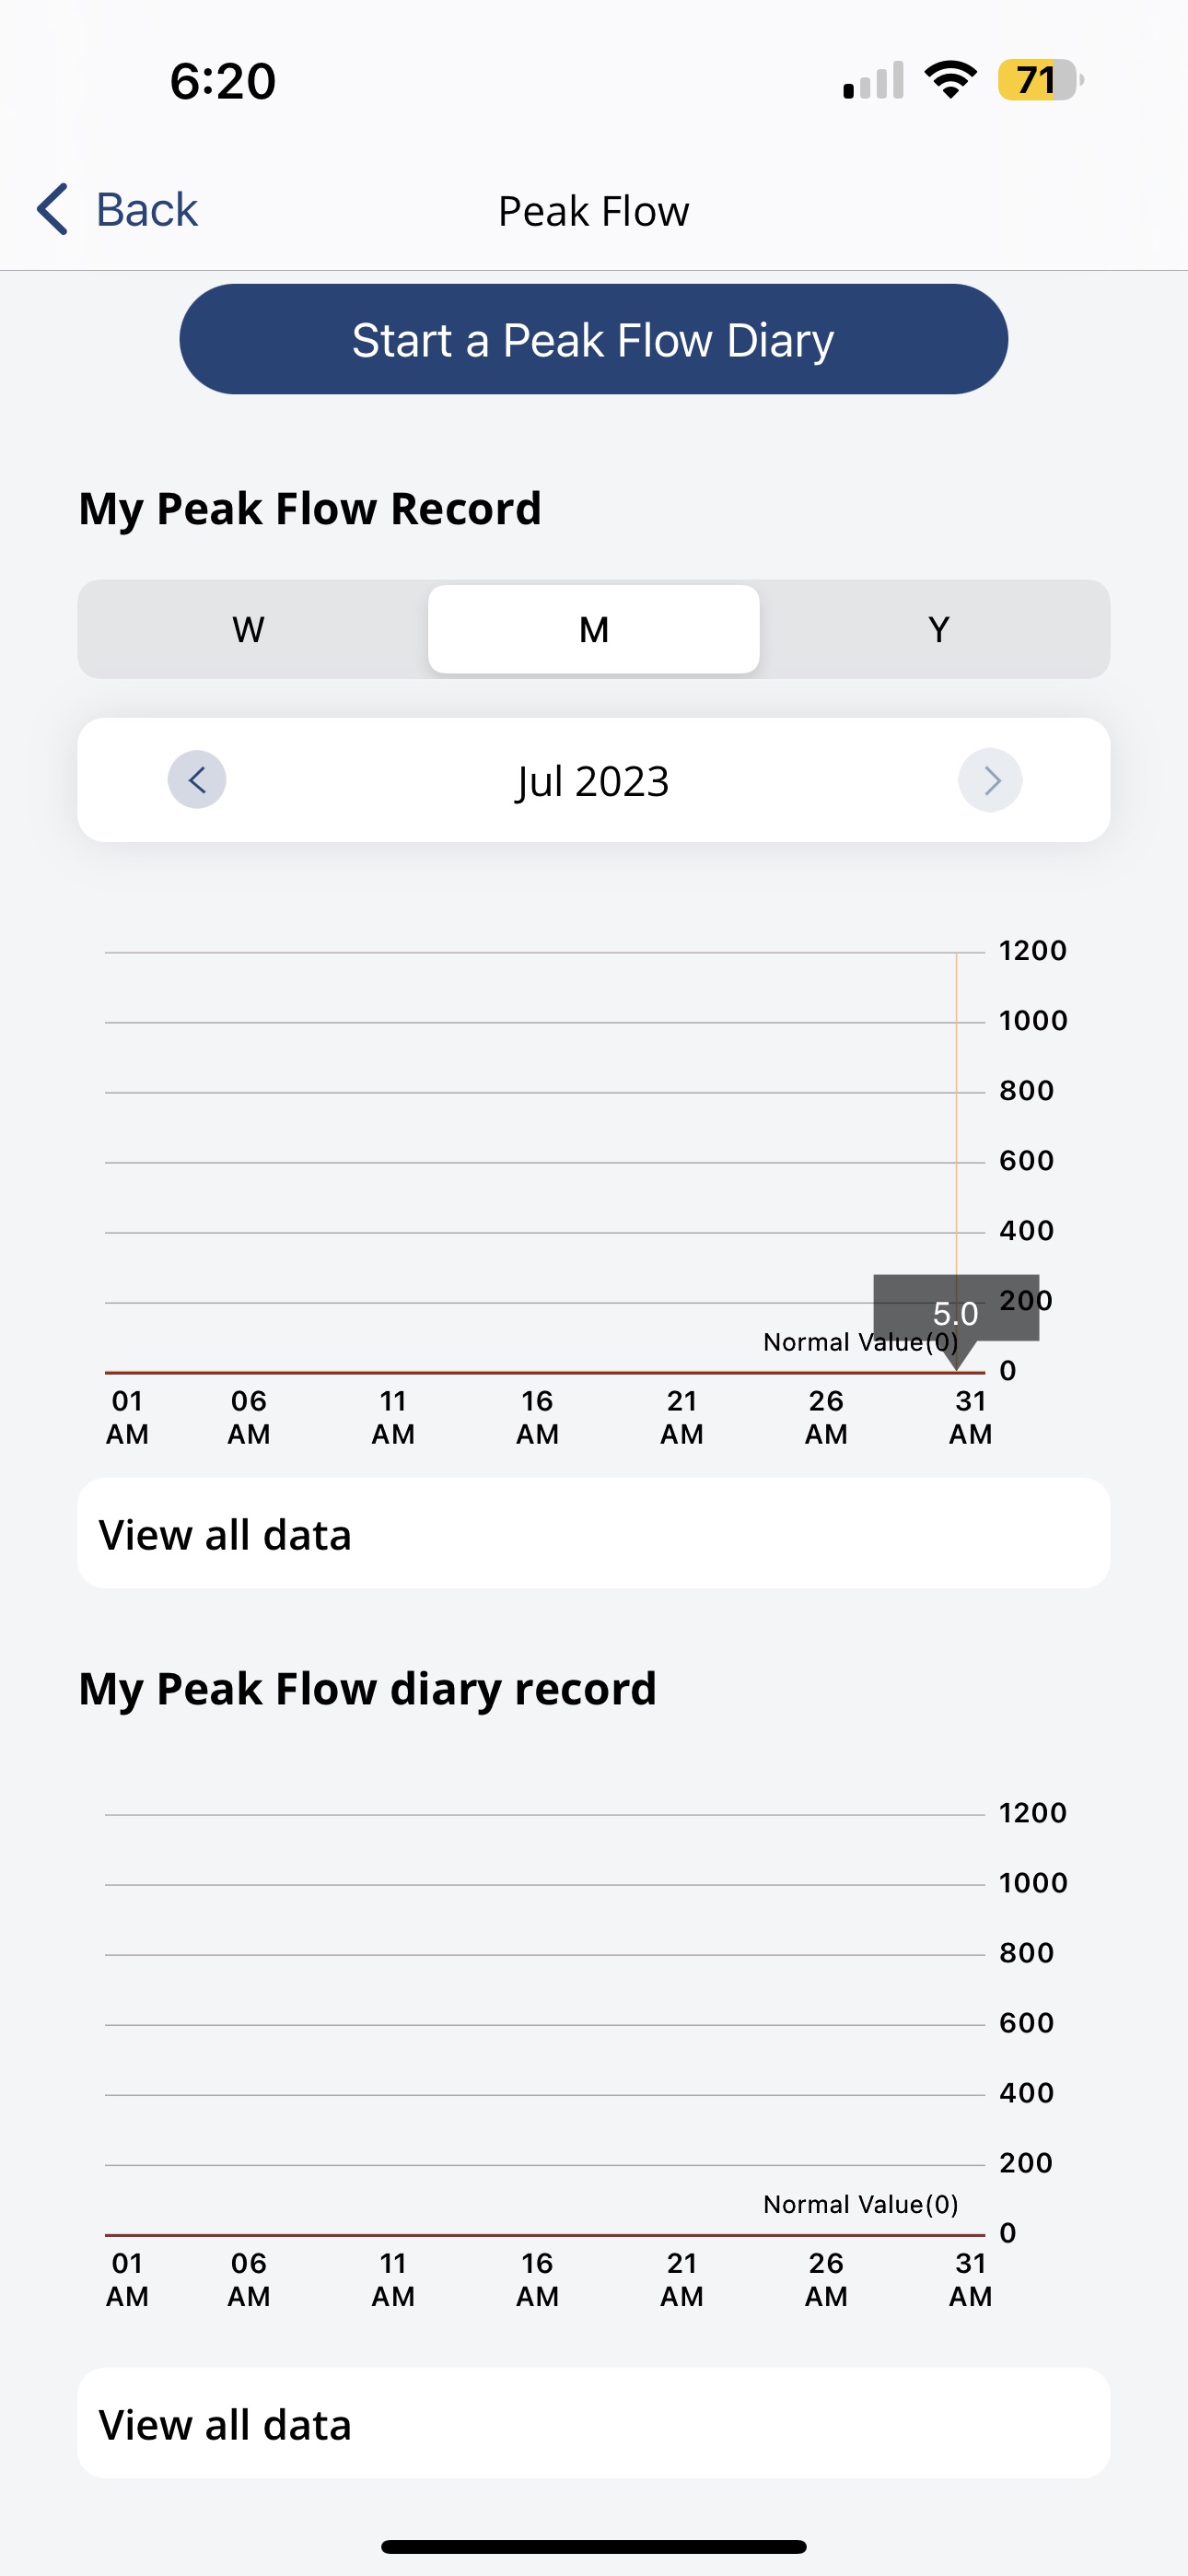 6:20
71
Back
Peak Flow
Start a Peak Flow Diary
My Peak Flow Record
W M Y
Jul 2023
1200
1000
800
600
400
200
5.0
Normal Value(0)
0
01 06 11 16 21 26 31
AM AM AM AM AM AM AM
View all data
My Peak Flow diary record
1200
1000
800
600
400
200
Normal Value(0)
0
01 06 11 16 21 26 31
AM AM AM AM AM AM AM
View all data